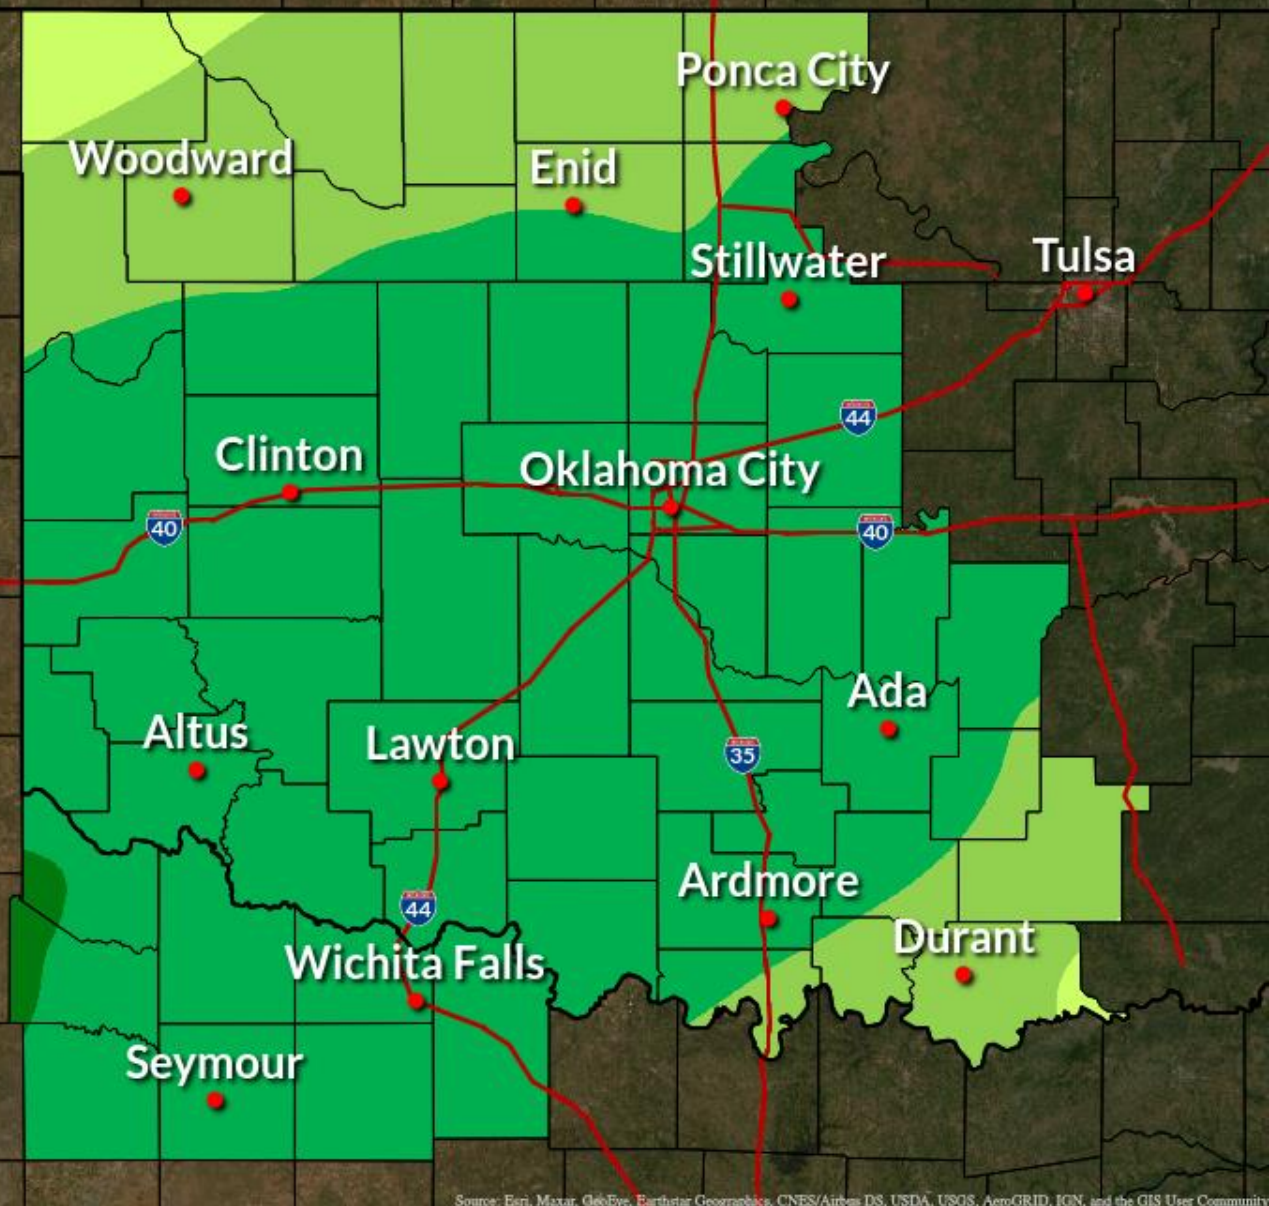 Ponca City
Woodward
Enid
Stillwater
Tulsa
44
Clinton
Oklahoma City
40
40
Ada
Altus
Lawton
35
Ardmore
44
Durant
Wichita Falls
Seymour
Source: Esri, Maxar, GeoEye, Earthstar Geographics, CNES/Airbus DS, USDA, USGS, AeroGRID, IGN, and the GIS User Community